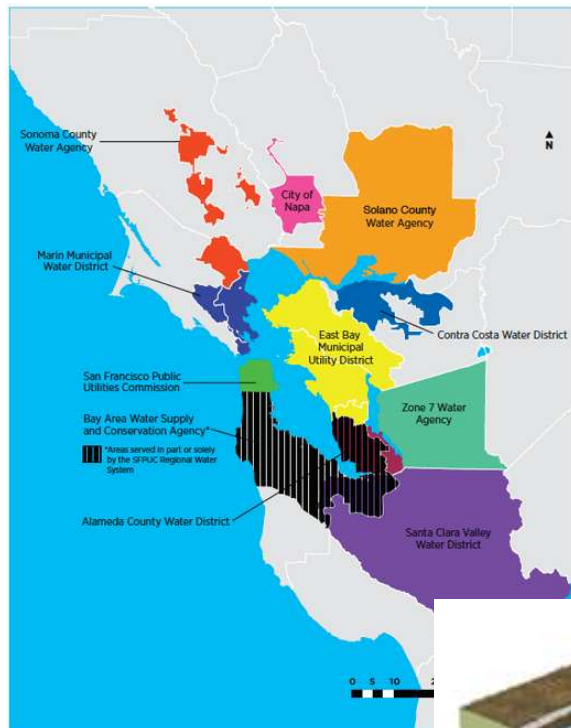 Sonoma County
Water Agency
N
City of
Napa
Solano County
Water Agency
Marin Municipal
Water District
Contra Costa Water District
East Bay
Municipal
Utility District
San Francisco Public
Utilities Commission
Zone 7 Water
Agency
Bay Area Water Supply
and Conservation Agency*
*Areas served in part or solely
by the SFPUC Regional Water
System
Alameda County Water District
Santa Clara Valley
Water District
0 5 10